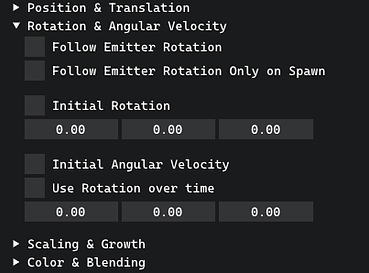 Position & Translation
Rotation & Angular Velocity
Follow Emitter Rotation
Follow Emitter Rotation Only on Spawn
Initial Rotation
0.00 0.00 0.00
Initial Angular Velocity
Use Rotation over time
0.00 0.00 0.00
Scaling & Growth
Color & Blending